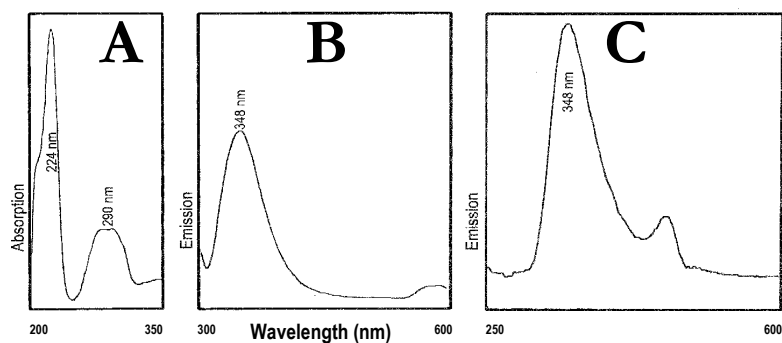 A
B
C
224 nm
290 nm
348 nm
348 nm
Absorption
Emission
Emission
200
350
300
Wavelength (nm)
600
250
600